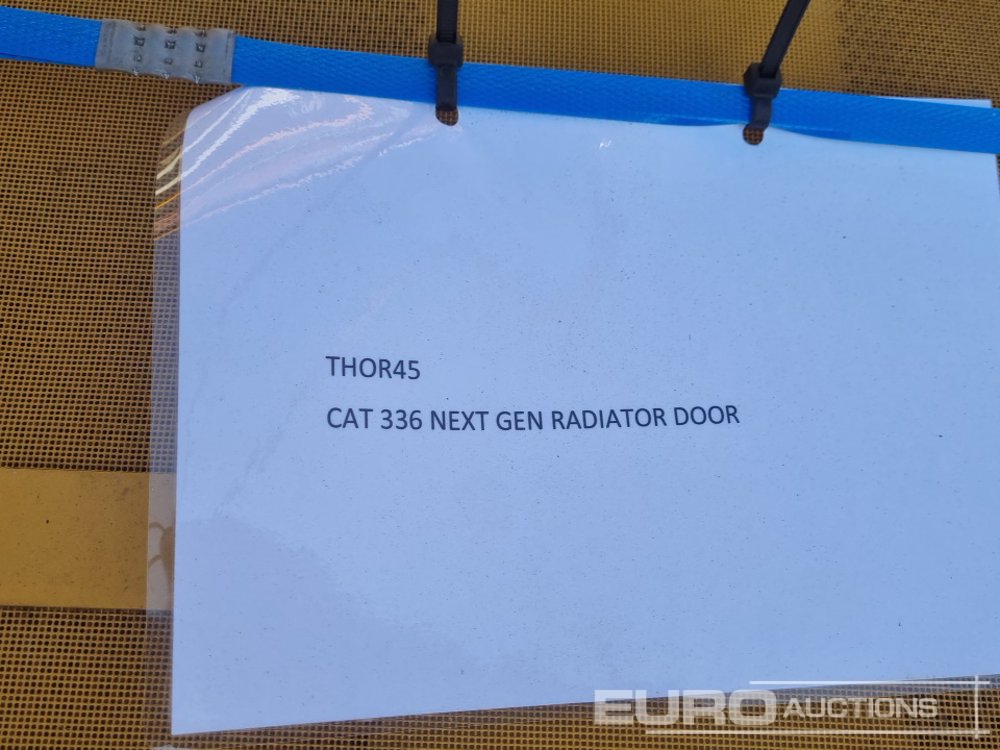 THOR45
CAT 336 NEXT GEN RADIATOR DOOR
EURO AUCTIONS